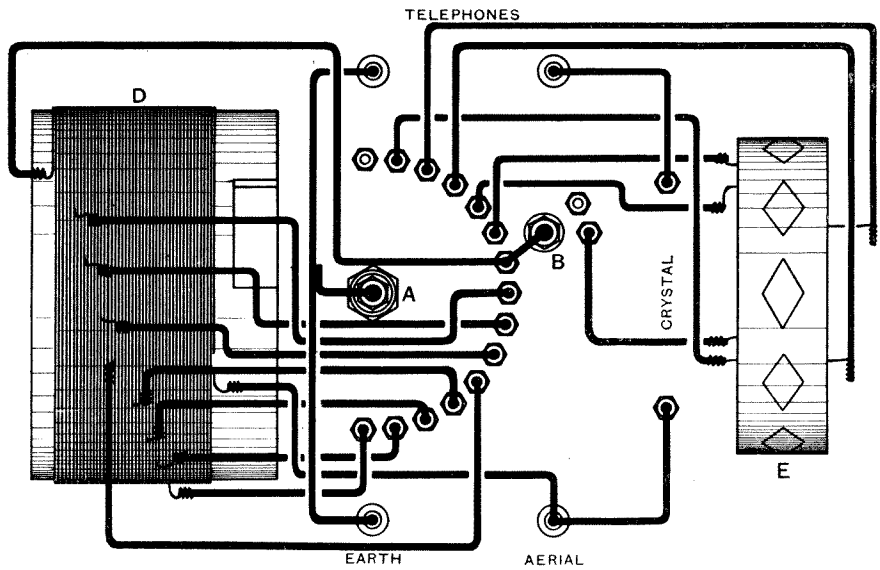 TELEPHONES
D
A
B
CRYSTAL
E
EARTH
AERIAL